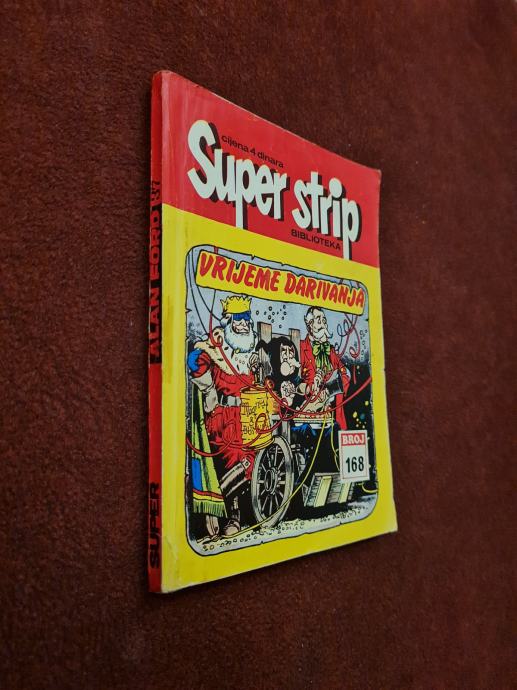 cijena 4 dinara
Super strip
BIBLIOTEKA
VRIJEME DARIVANJA
BROJ
168
SUPER
ALAN FORD